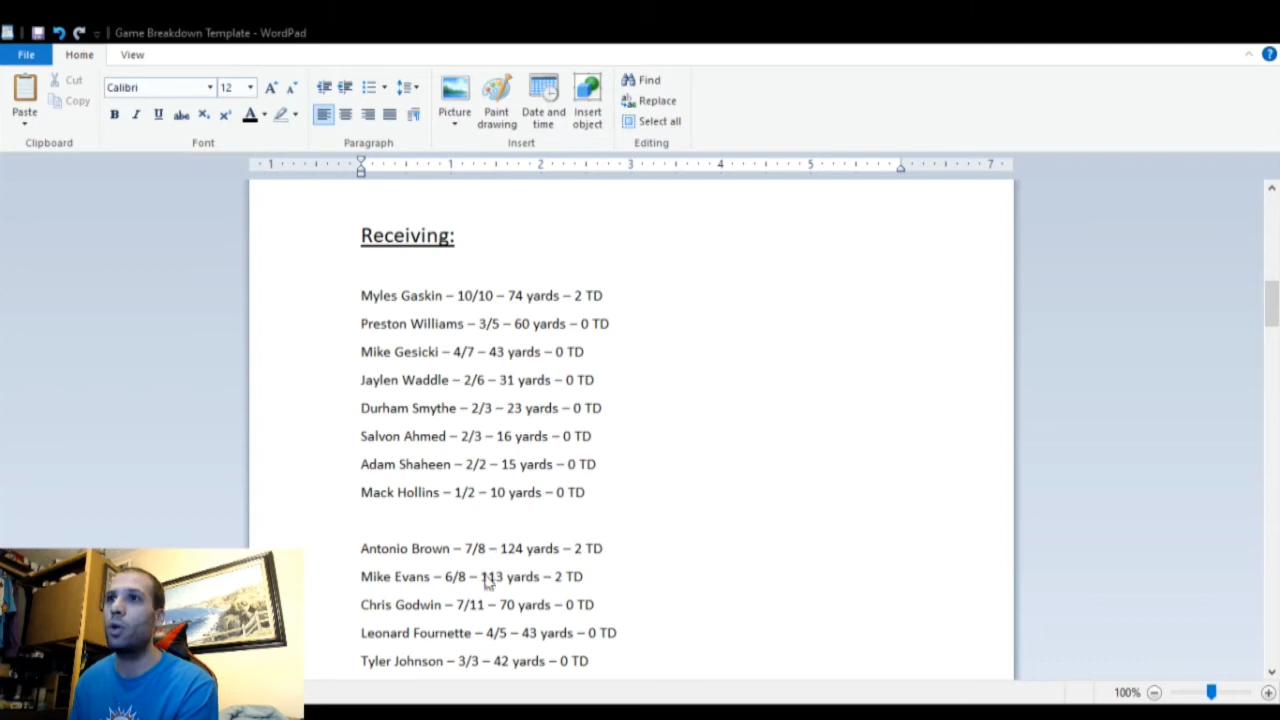 Game Breakdown Template - WordPad
File Home View
Cut
Copy
Paste
Clipboard
Calibri 12
Font
Paragraph
Picture
Paint drawing
Date and time
Insert object
Insert
Find
Replace
Select all
Editing
1 1 2 3 4 5 7
Receiving:
Myles Gaskin – 10/10 – 74 yards – 2 TD
Preston Williams – 3/5 – 60 yards – 0 TD
Mike Gesicki – 4/7 – 43 yards – 0 TD
Jaylen Waddle – 2/6 – 31 yards – 0 TD
Durham Smythe – 2/3 – 23 yards – 0 TD
Salvon Ahmed – 2/3 – 16 yards – 0 TD
Adam Shaheen – 2/2 – 15 yards – 0 TD
Mack Hollins – 1/2 – 10 yards – 0 TD
Antonio Brown – 7/8 – 124 yards – 2 TD
Mike Evans – 6/8 – 113 yards – 2 TD
Chris Godwin – 7/11 – 70 yards – 0 TD
Leonard Fournette – 4/5 – 43 yards – 0 TD
Tyler Johnson – 3/3 – 42 yards – 0 TD
100%